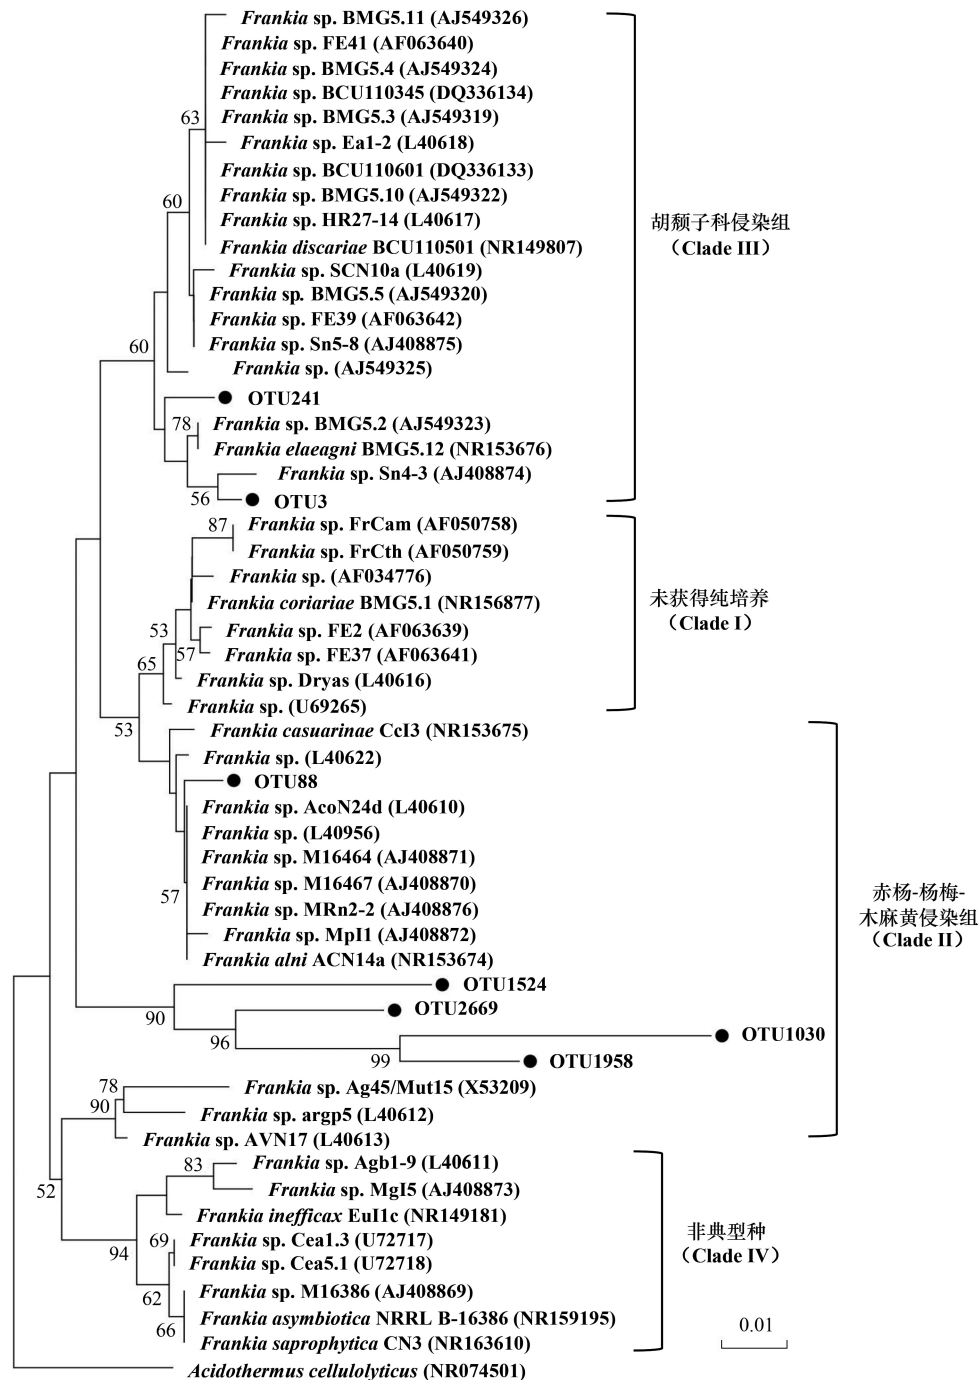 Frankia sp. BMG5.11 (AJ549326)
Frankia sp. FE41 (AF063640)
Frankia sp. BMG5.4 (AJ549324)
Frankia sp. BCU110345 (DQ336134)
63
Frankia sp. BMG5.3 (AJ549319)
Frankia sp. Ea1-2 (L40618)
Frankia sp. BCU110601 (DQ336133)
Frankia sp. BMG5.10 (AJ549322)
60
Frankia sp. HR27-14 (L40617)
胡颓子科侵染组
（Clade III）
Frankia discariae BCU110501 (NR149807)
Frankia sp. SCN10a (L40619)
Frankia sp. BMG5.5 (AJ549320)
Frankia sp. FE39 (AF063642)
60
Frankia sp. Sn5-8 (AJ408875)
Frankia sp. (AJ549325)
OTU241
78
Frankia sp. BMG5.2 (AJ549323)
Frankia elaeagni BMG5.12 (NR153676)
Frankia sp. Sn4-3 (AJ408874)
56
OTU3
87
Frankia sp. FrCam (AF050758)
Frankia sp. FrCth (AF050759)
Frankia sp. (AF034776)
Frankia coriariae BMG5.1 (NR156877)
未获得纯培养
（Clade I）
53
Frankia sp. FE2 (AF063639)
57
Frankia sp. FE37 (AF063641)
65
Frankia sp. Dryas (L40616)
Frankia sp. (U69265)
53
Frankia casuarinae CcI3 (NR153675)
Frankia sp. (L40622)
OTU88
Frankia sp. AcoN24d (L40610)
Frankia sp. (L40956)
Frankia sp. M16464 (AJ408871)
57
Frankia sp. M16467 (AJ408870)
赤杨-杨梅-
木麻黄侵染组
（Clade II）
Frankia sp. MRn2-2 (AJ408876)
Frankia sp. MpI1 (AJ408872)
Frankia alni ACN14a (NR153674)
OTU1524
90
OTU2669
96
OTU1030
99
OTU1958
78
Frankia sp. Ag45/Mut15 (X53209)
90
Frankia sp. argp5 (L40612)
Frankia sp. AVN17 (L40613)
83
Frankia sp. Agb1-9 (L40611)
52
Frankia sp. MgI5 (AJ408873)
Frankia inefficax EuI1c (NR149181)
非典型种
（Clade IV）
69
Frankia sp. Cea1.3 (U72717)
94
Frankia sp. Cea5.1 (U72718)
62
Frankia sp. M16386 (AJ408869)
Frankia asymbiotica NRRL B-16386 (NR159195)
66
Frankia saprophytica CN3 (NR163610)
0.01
Acidothermus cellulolyticus (NR074501)